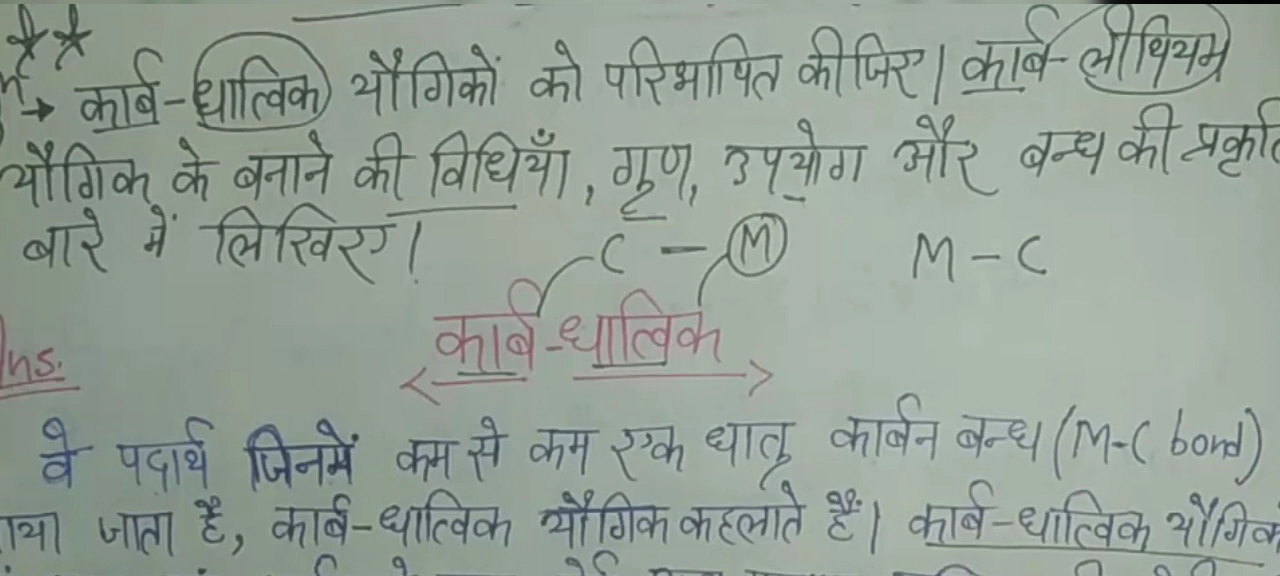 → कार्ब-धात्विक यौगिकों को परिभाषित कीजिए। कार्ब-लीथियम
यौगिक के बनाने की विधियाँ, गुण, उपयोग और बन्ध की प्रकृति
बारे में लिखिए।
C - M M - C
कार्ब-धात्विक
Ans.
वे पदार्थ जिनमें कम से कम एक धातु कार्बन बन्ध (M-C bond)
जाता है, कार्ब-धात्विक यौगिक कहलाते हैं। कार्ब-धात्विक यौगिक